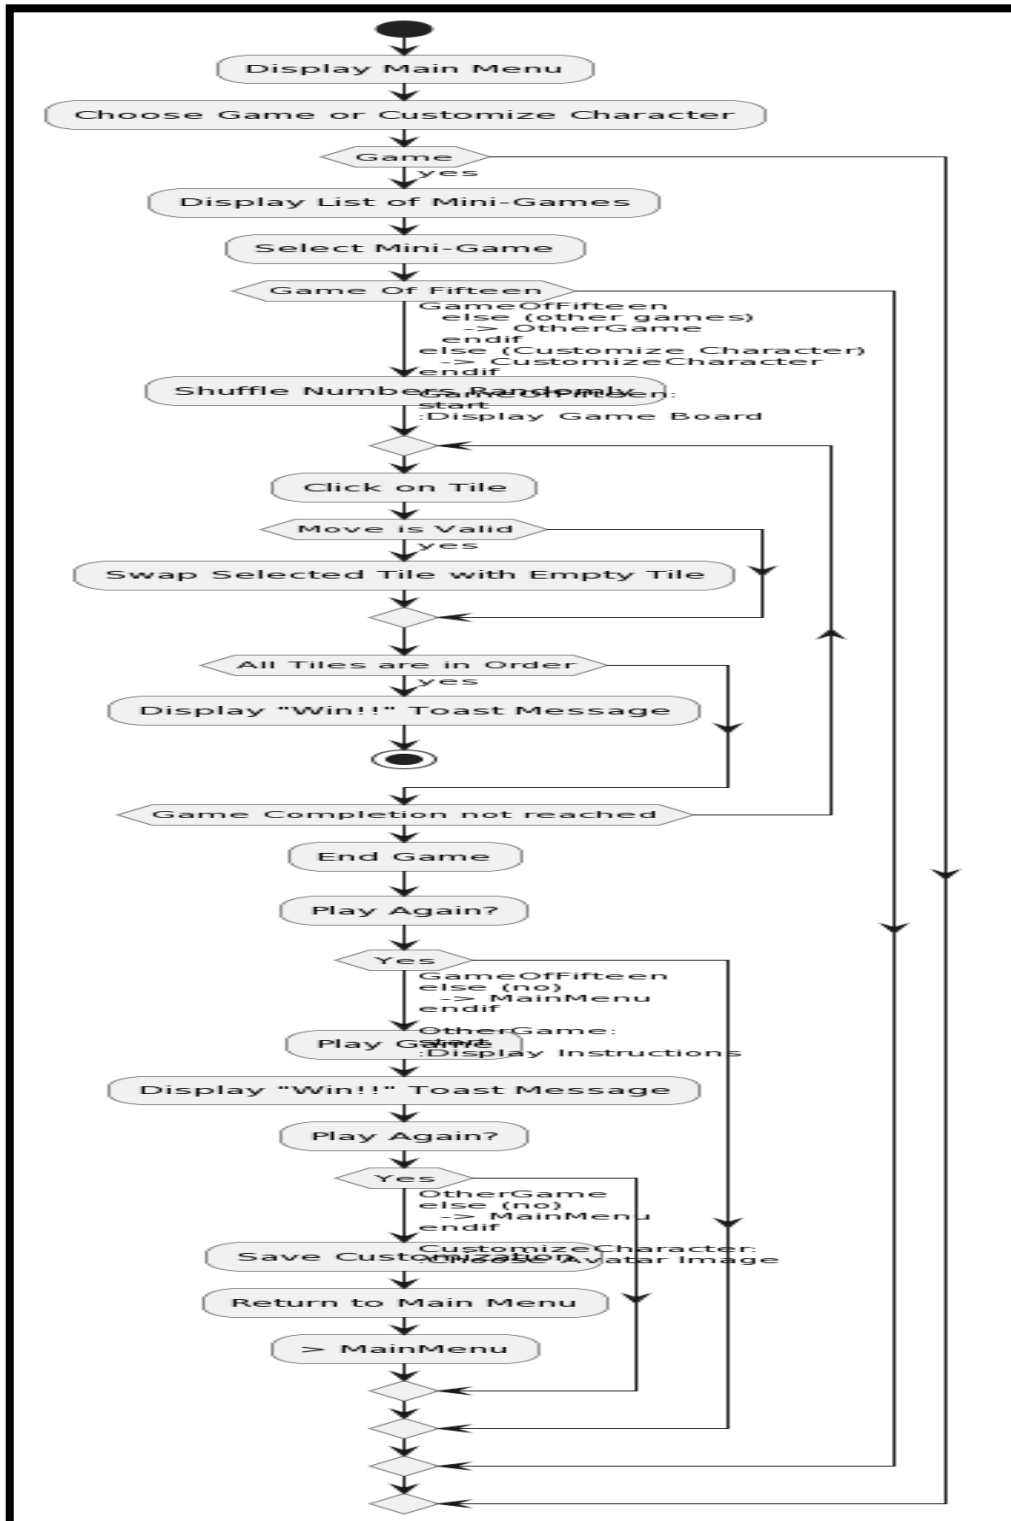 Display Main Menu
Choose Game or Customize Character
Game
yes
Display List of Mini-Games
Select Mini-Game
Game Of Fifteen
GameOfFifteen
else (other games)
-> OtherGame
endif
else (Customize Character)
-> CustomizeCharacter
endif
Shuffle Numbers Randomly
GameOfFifteen:
start
:Display Game Board
Click on Tile
Move is Valid
yes
Swap Selected Tile with Empty Tile
All Tiles are in Order
yes
Display "Win!!" Toast Message
Game Completion not reached
End Game
Play Again?
Yes
GameOfFifteen
else (no)
-> MainMenu
endif
OtherGame:
start
Play Game
:Display Instructions
Display "Win!!" Toast Message
Play Again?
Yes
OtherGame
else (no)
-> MainMenu
endif
CustomizeCharacter:
Save Customization
:Choose Avatar Image
Return to Main Menu
> MainMenu